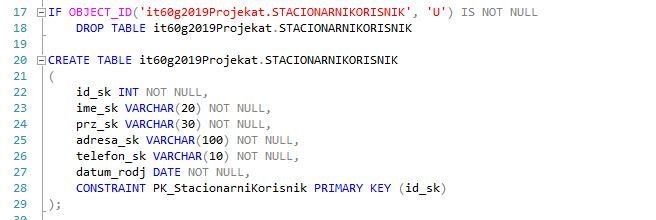 17 IF OBJECT_ID('it60g2019Projekat.STACIONARNIKORISNIK', 'U') IS NOT NULL
18 DROP TABLE it60g2019Projekat.STACIONARNIKORISNIK
19
20 CREATE TABLE it60g2019Projekat.STACIONARNIKORISNIK
21 (
22 id_sk INT NOT NULL,
23 ime_sk VARCHAR(20) NOT NULL,
24 prz_sk VARCHAR(30) NOT NULL,
25 adresa_sk VARCHAR(100) NOT NULL,
26 telefon_sk VARCHAR(10) NOT NULL,
27 datum_rodj DATE NOT NULL,
28 CONSTRAINT PK_StacionarniKorisnik PRIMARY KEY (id_sk)
29 );